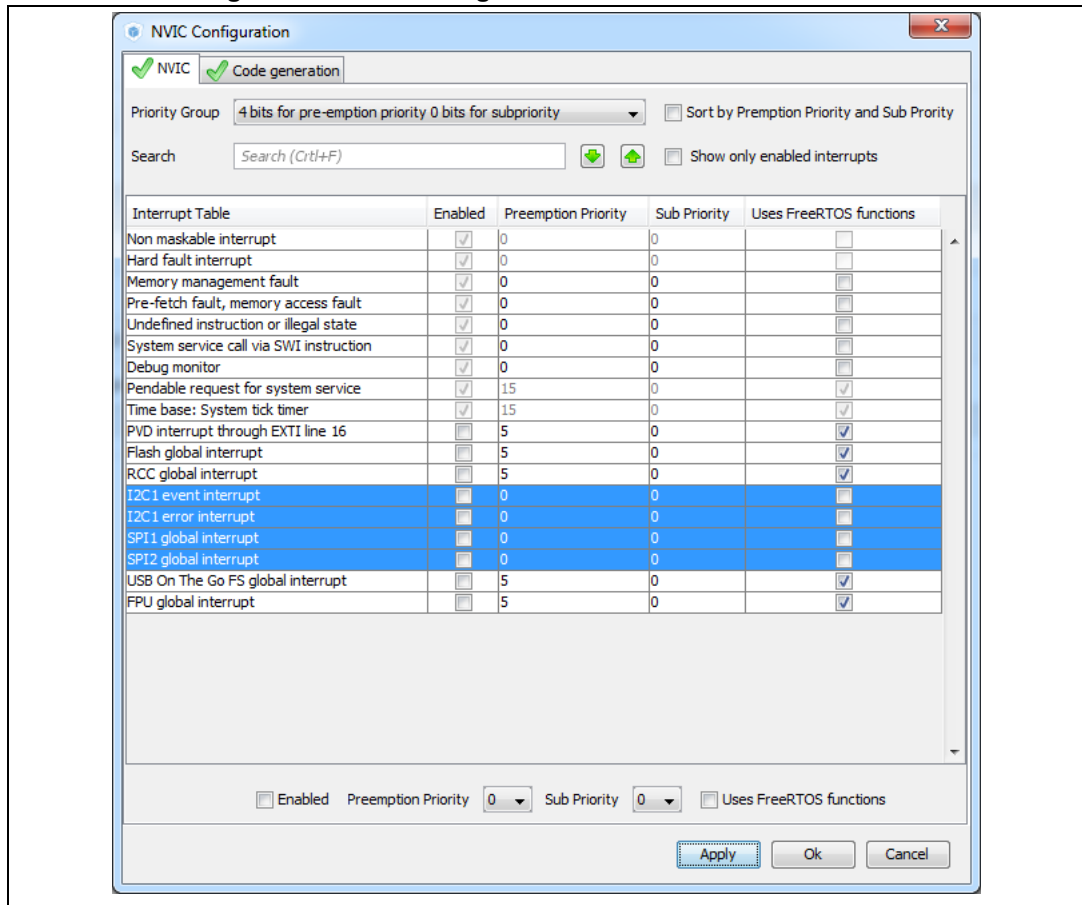 NVIC Configuration
NVIC Code generation
Priority Group 4 bits for pre-emption priority 0 bits for subpriority Sort by Premption Priority and Sub Prority
Search Search (Crtl+F) Show only enabled interrupts
Interrupt Table Enabled Preemption Priority Sub Priority Uses FreeRTOS functions
Non maskable interrupt 0 0
Hard fault interrupt 0 0
Memory management fault 0 0
Pre-fetch fault, memory access fault 0 0
Undefined instruction or illegal state 0 0
System service call via SWI instruction 0 0
Debug monitor 0 0
Pendable request for system service 15 0
Time base: System tick timer 15 0
PVD interrupt through EXTI line 16 5 0
Flash global interrupt 5 0
RCC global interrupt 5 0
I2C1 event interrupt 0 0
I2C1 error interrupt 0 0
SPI1 global interrupt 0 0
SPI2 global interrupt 0 0
USB On The Go FS global interrupt 5 0
FPU global interrupt 5 0
Enabled Preemption Priority 0 Sub Priority 0 Uses FreeRTOS functions
Apply Ok Cancel